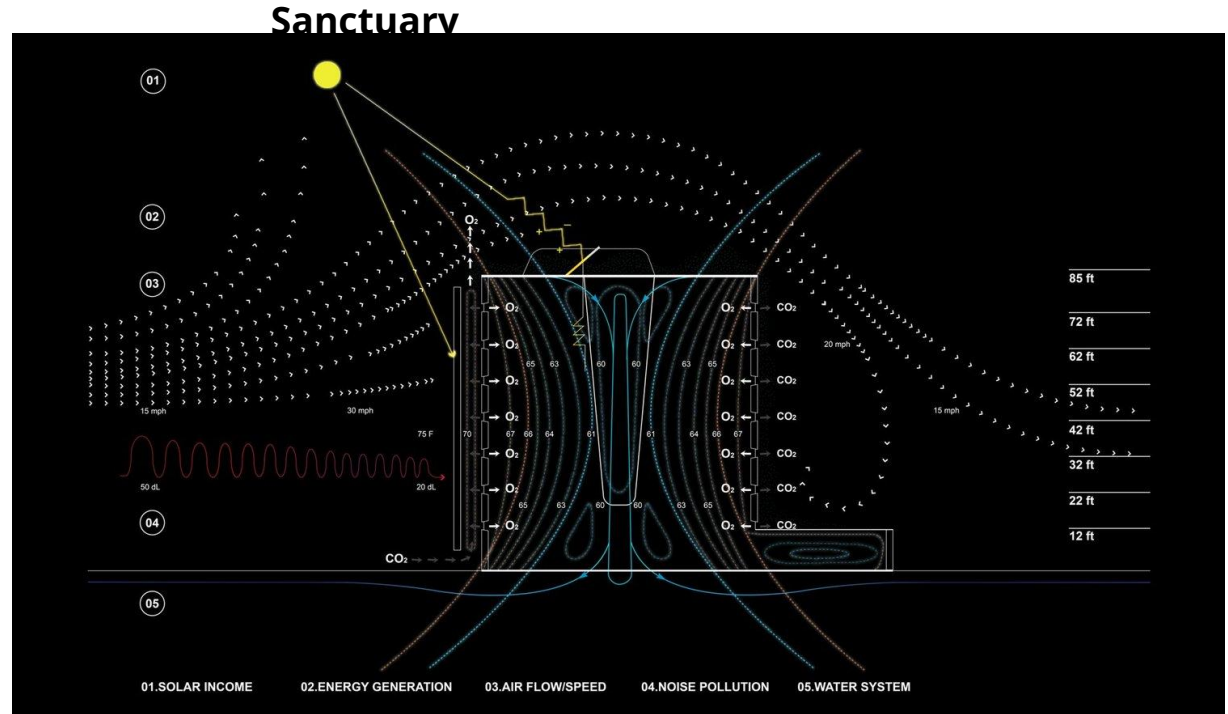 Sanctuary
01
02
O₂
03
85 ft
O₂ O₂ CO₂
72 ft
O₂ O₂ CO₂
20 mph
62 ft
65 63 60 60 63 65
O₂ O₂ CO₂
52 ft
15 mph 30 mph 15 mph
O₂ O₂ CO₂
42 ft
75 F 70 67 66 64 61 61 64 66 67
O₂ O₂ CO₂
32 ft
50 dL 20 dL
O₂ O₂ CO₂
22 ft
65 63 60 60 63 65
04
O₂ O₂ CO₂
12 ft
CO₂
05
01.SOLAR INCOME 02.ENERGY GENERATION 03.AIR FLOW/SPEED 04.NOISE POLLUTION 05.WATER SYSTEM